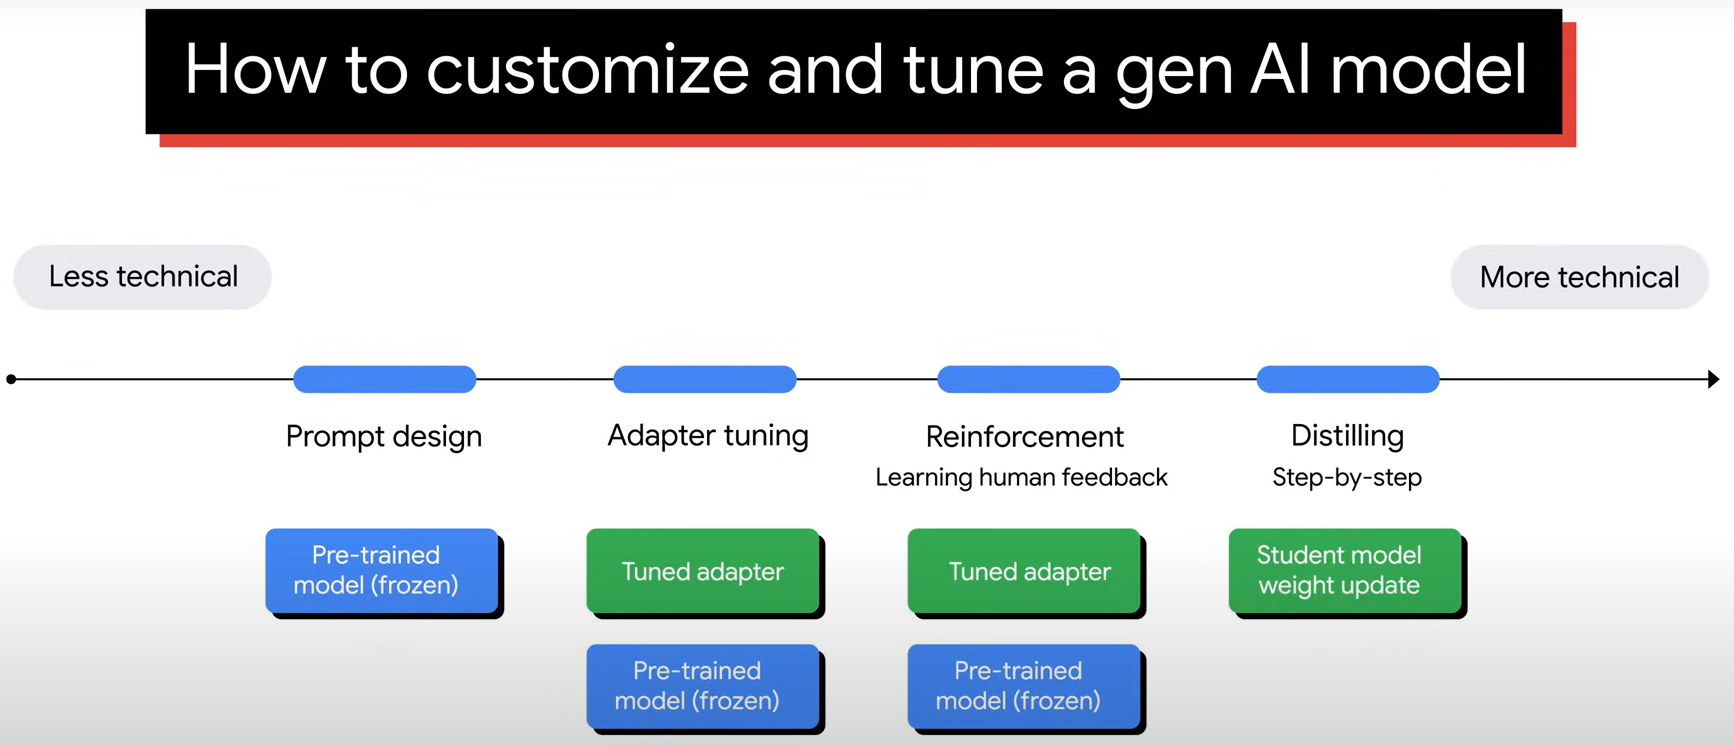 How to customize and tune a gen AI model
Less technical
More technical
Prompt design
Adapter tuning
Reinforcement
Learning human feedback
Distilling
Step-by-step
Pre-trained
model (frozen)
Tuned adapter
Tuned adapter
Student model
weight update
Pre-trained
model (frozen)
Pre-trained
model (frozen)